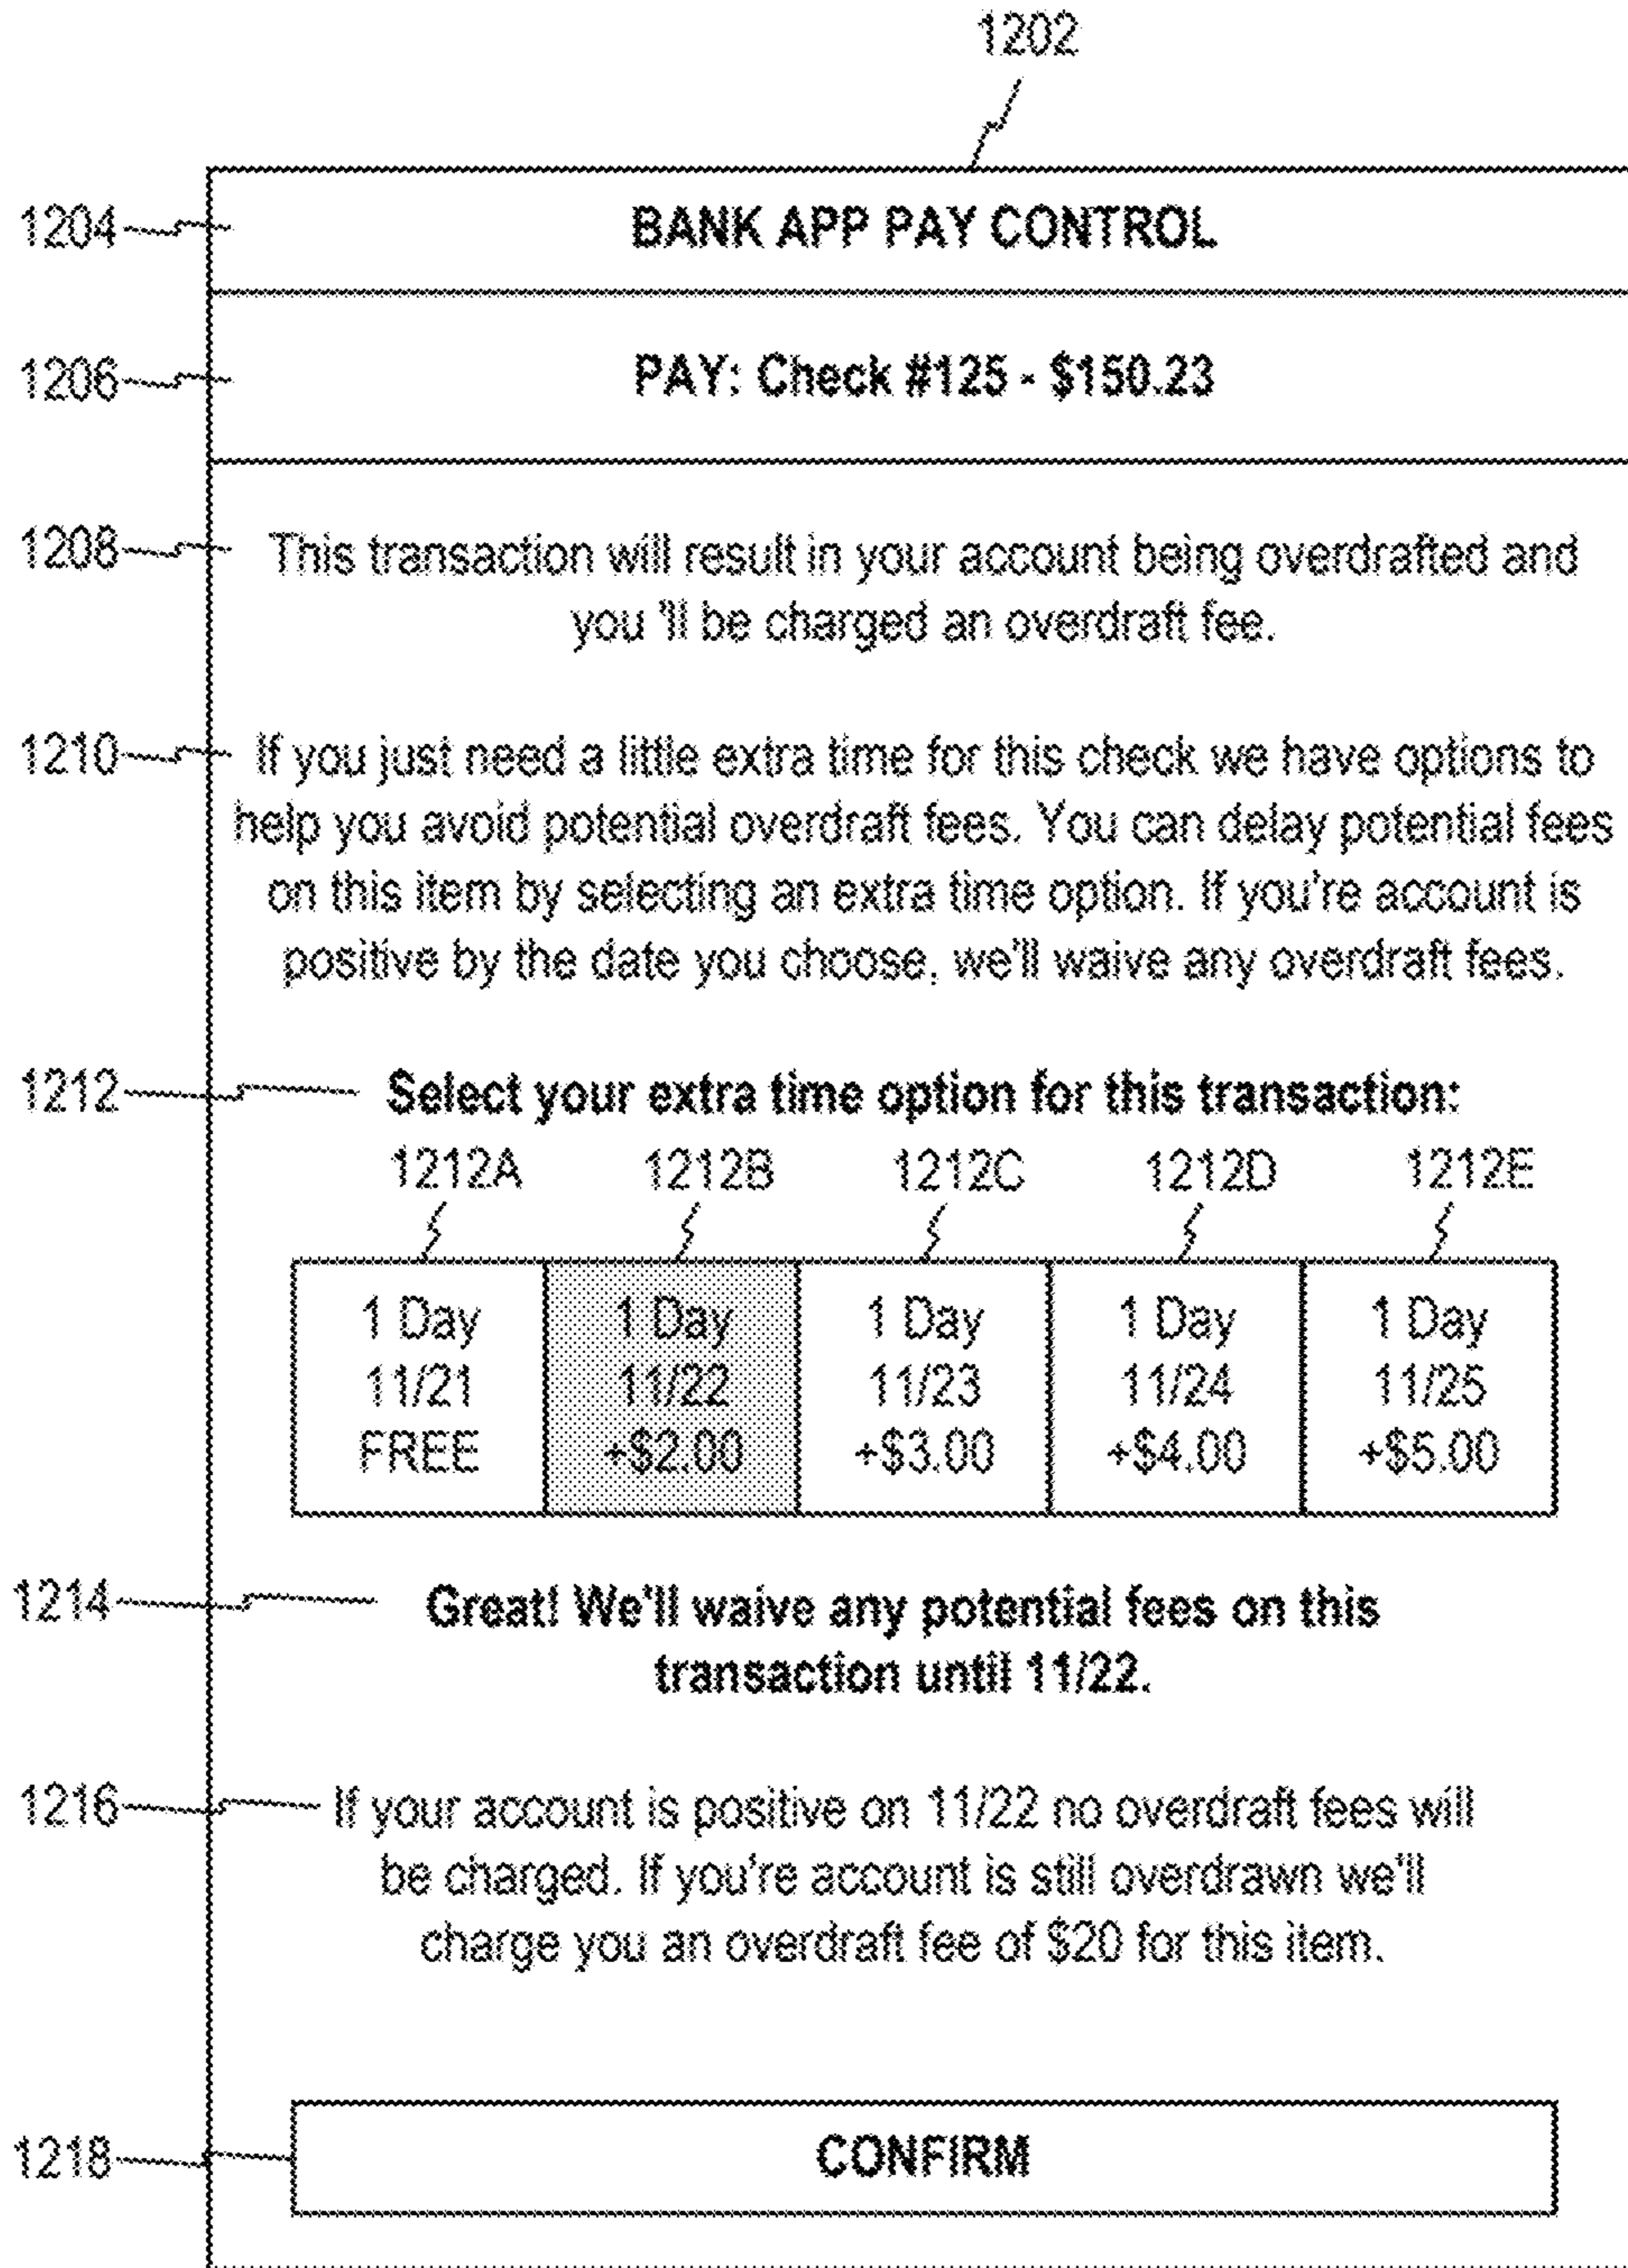 1202
1204
BANK APP PAY CONTROL
1206
PAY: Check #125 - $150.23
1208
This transaction will result in your account being overdrafted and
you 'll be charged an overdraft fee.
1210
If you just need a little extra time for this check we have options to
help you avoid potential overdraft fees. You can delay potential fees
on this item by selecting an extra time option. If you're account is
positive by the date you choose, we'll waive any overdraft fees.
1212
Select your extra time option for this transaction:
1212A 1212B 1212C 1212D 1212E
1 Day 1 Day 1 Day 1 Day 1 Day
11/21 11/22 11/23 11/24 11/25
FREE +$2.00 +$3.00 +$4.00 +$5.00
1214
Great! We'll waive any potential fees on this
transaction until 11/22.
1216
If your account is positive on 11/22 no overdraft fees will
be charged. If you're account is still overdrawn we'll
charge you an overdraft fee of $20 for this item.
1218
CONFIRM